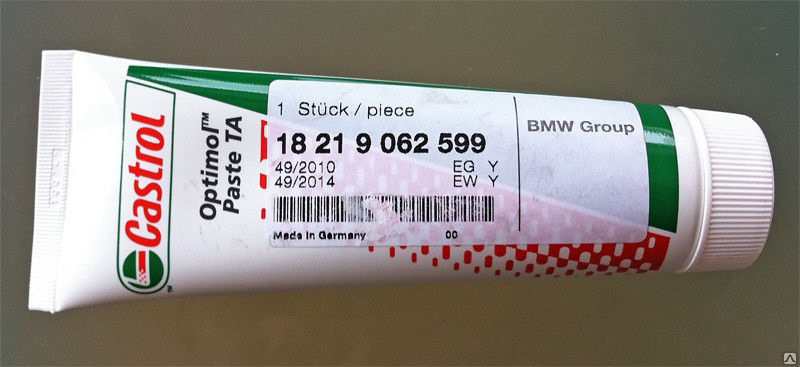 Castrol
Optimol™
Paste TA
1 Stück / piece
18 21 9 062 599
49/2010 EG Y
49/2014 EW Y
Made in Germany 00
BMW Group